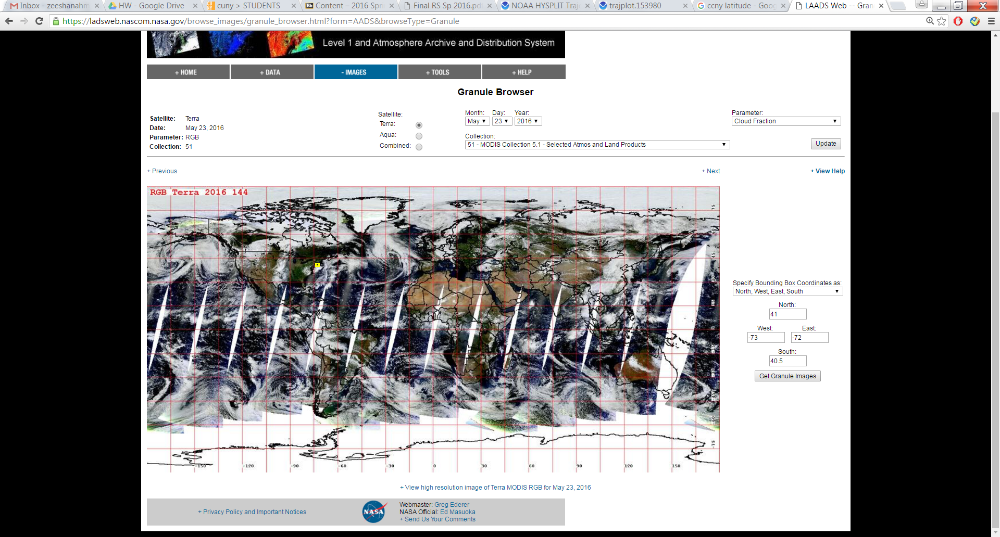 Inbox - zeeshanahm
HW - Google Drive
cuny > STUDENTS
Content – 2016 Spri
Final RS Sp 2016.pd
NOAA HYSPLIT Traj
trajplot.153980
ccny latitude - Goog
LAADS Web -- Gran
https://ladsweb.nascom.nasa.gov/browse_images/granule_browser.html?form=AADS&browseType=Granule
Level 1 and Atmosphere Archive and Distribution System
+ HOME
+ DATA
- IMAGES
+ TOOLS
+ HELP
Granule Browser
Satellite: Terra
Date: May 23, 2016
Parameter: RGB
Collection: 51
Satellite:
Terra:
Aqua:
Combined:
Month: Day: Year:
May 23 2016
Collection:
51 - MODIS Collection 5.1 - Selected Atmos and Land Products
Parameter:
Cloud Fraction
Update
+ Previous
+ Next
+ View Help
RGB Terra 2016 144
75
45
-60
-75
-150 -120 -90 -60 -30 0 30 60 90 120 150
Specify Bounding Box Coordinates as:
North, West, East, South
North:
41
West: East:
-73 -72
South:
40.5
Get Granule Images
+ View high resolution image of Terra MODIS RGB for May 23, 2016
+ Privacy Policy and Important Notices
NASA
Webmaster: Greg Ederer
NASA Official: Ed Masuoka
+ Send Us Your Comments